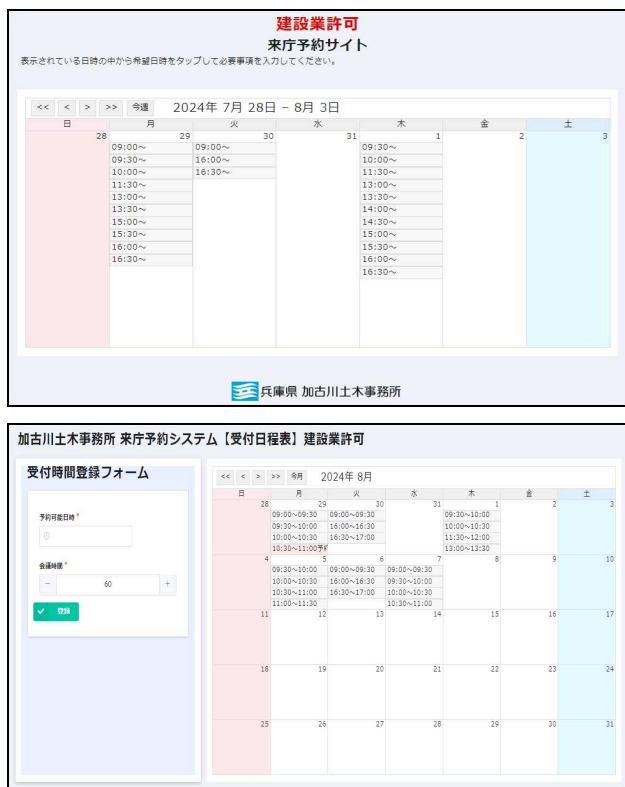 建設業許可
来庁予約サイト
表示されている日時の中から希望日時をタップして必要事項を入力してください。
<< < > >> 今週 2024年 7月 28日 – 8月 3日
日 月 火 水 木 金 土
28 29 30 31 1 2 3
09:00～ 09:00～ 09:30～
09:30～ 16:00～ 10:00～
10:00～ 16:30～ 11:30～
11:30～ 13:00～
13:00～ 13:30～
13:30～ 14:00～
15:00～ 14:30～
15:30～ 15:00～
16:00～ 15:30～
16:30～ 16:00～
16:30～
兵庫県 加古川土木事務所
加古川土木事務所 来庁予約システム【受付日程表】建設業許可
受付時間登録フォーム
予約可能日時 *
会議時間 *
– 60 +
登録
<< < > >> 今月 2024年 8月
日 月 火 水 木 金 土
28 29 30 31 1 2 3
09:00～09:30 09:00～09:30 09:30～10:00
09:30～10:00 16:00～16:30 10:00～10:30
10:00～10:30 16:30～17:00 11:30～12:00
10:30～11:00予約 13:00～13:30
4 5 6 7 8 9 10
09:30～10:00 09:00～09:30 09:00～09:30
10:00～10:30 16:00～16:30 09:30～10:00
10:30～11:00 16:30～17:00 10:00～10:30
11:00～11:30 10:30～11:00
11 12 13 14 15 16 17
18 19 20 21 22 23 24
25 26 27 28 29 30 31